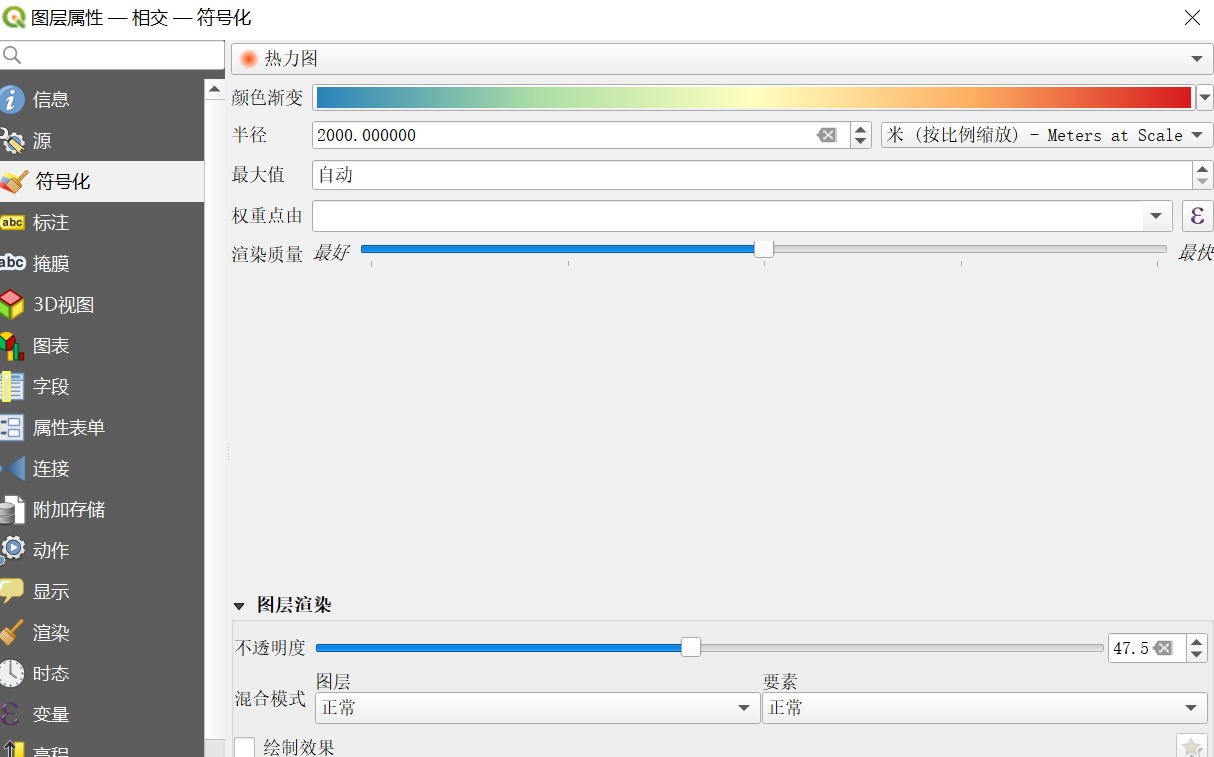 图层属性 — 相交 — 符号化
热力图
信息
源
符号化
标注
掩膜
3D视图
图表
字段
属性表单
连接
附加存储
动作
显示
渲染
时态
变量
高程
颜色渐变
半径 2000.000000 米 (按比例缩放) - Meters at Scale
最大值 自动
权重点由 ε
渲染质量 最好 最快
图层渲染
不透明度 47.5
混合模式
图层 要素
正常 正常
绘制效果
abc
abc